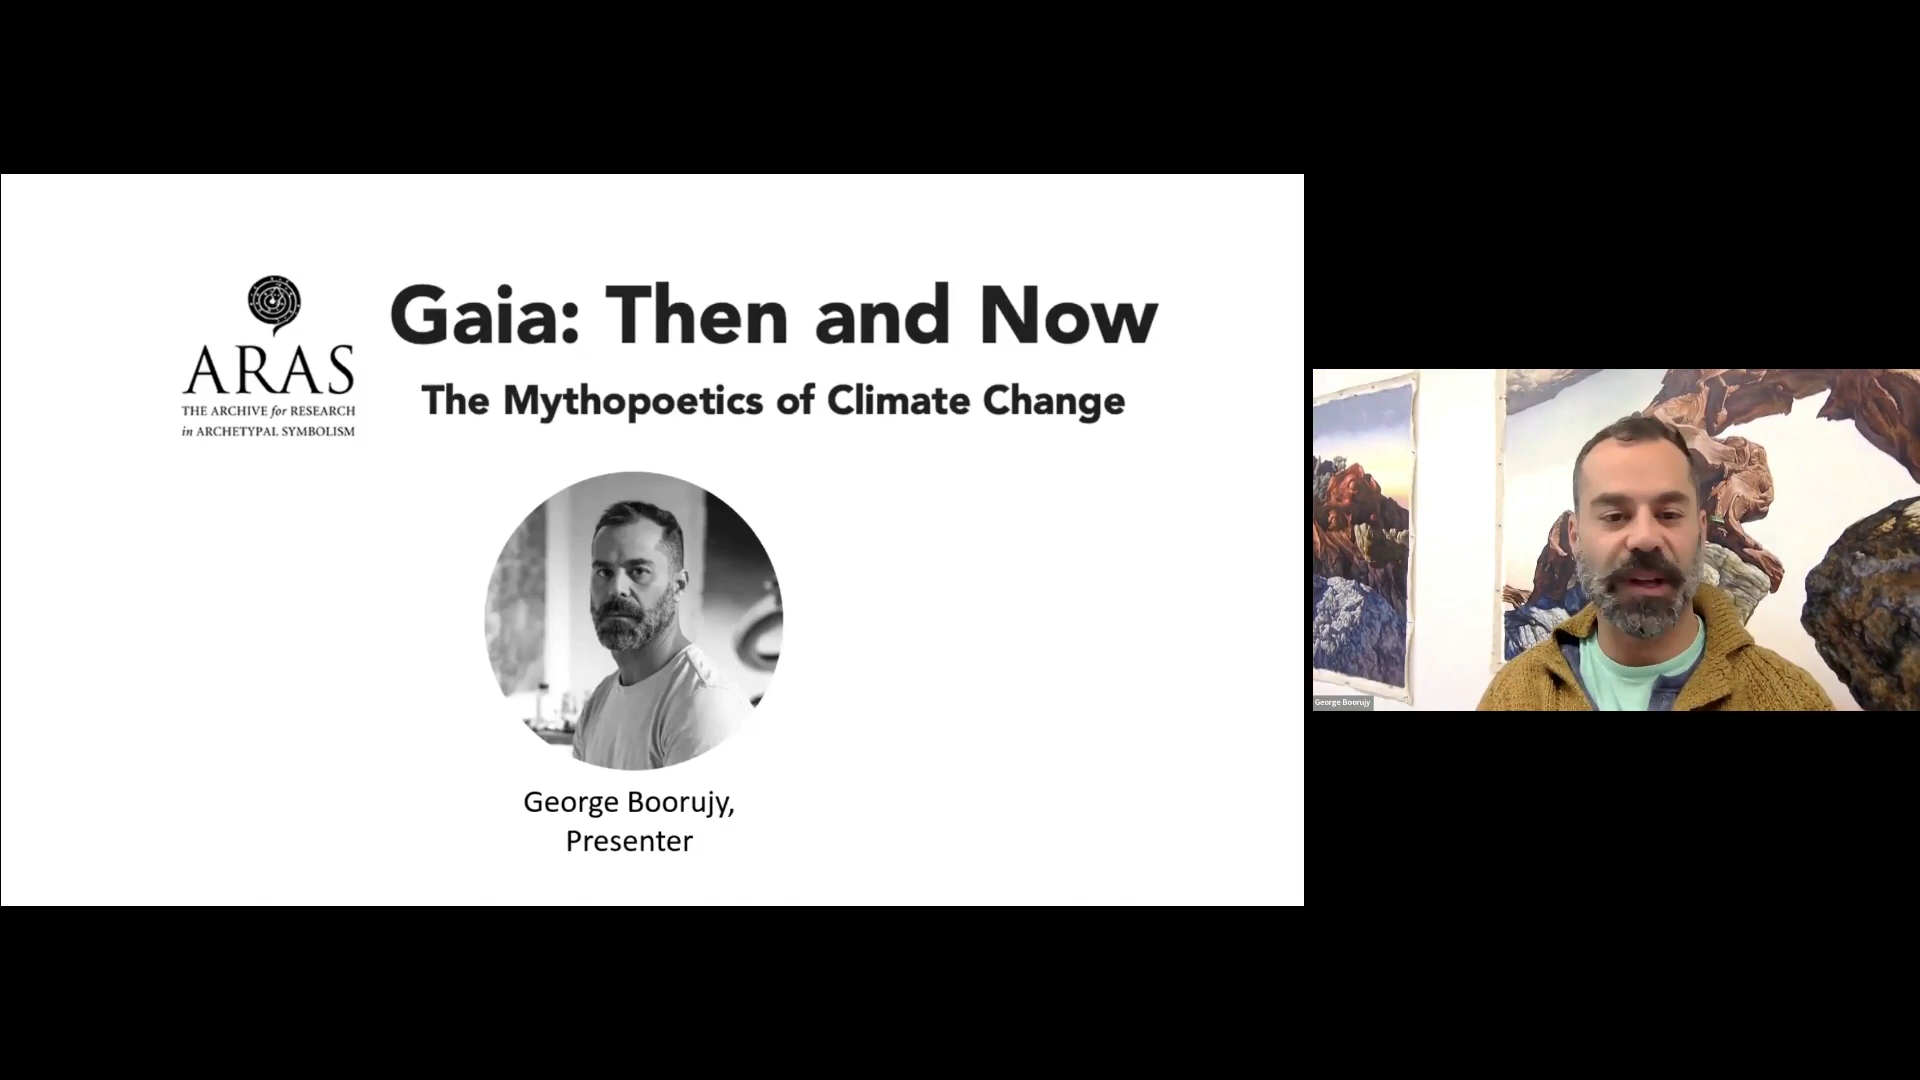 Gaia: Then and Now
The Mythopoetics of Climate Change
ARAS
THE ARCHIVE for RESEARCH
in ARCHETYPAL SYMBOLISM
George Boorujy,
Presenter
George Boorujy